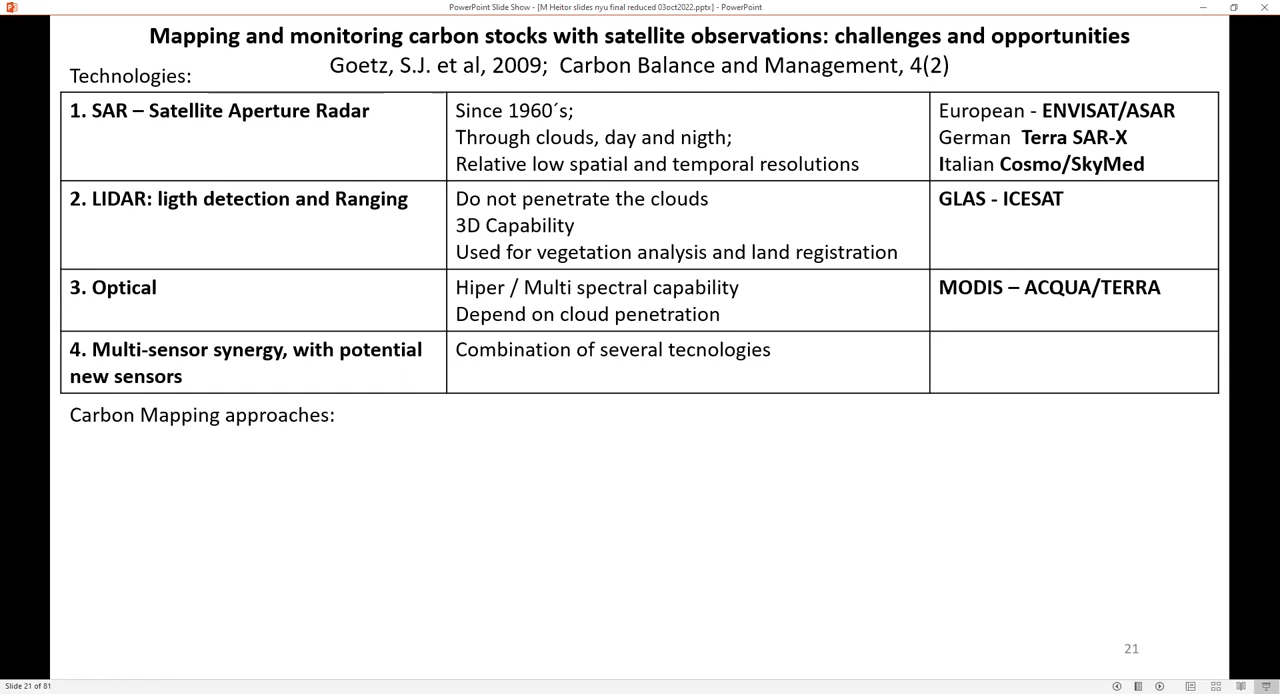 PowerPoint Slide Show - [M Heitor slides nyu final reduced 03oct2022.pptx] - PowerPoint
Mapping and monitoring carbon stocks with satellite observations: challenges and opportunities
Goetz, S.J. et al, 2009; Carbon Balance and Management, 4(2)
Technologies:
1. SAR – Satellite Aperture Radar
Since 1960´s;
Through clouds, day and nigth;
Relative low spatial and temporal resolutions
European - ENVISAT/ASAR
German Terra SAR-X
Italian Cosmo/SkyMed
2. LIDAR: ligth detection and Ranging
Do not penetrate the clouds
3D Capability
Used for vegetation analysis and land registration
GLAS - ICESAT
3. Optical
Hiper / Multi spectral capability
Depend on cloud penetration
MODIS – ACQUA/TERRA
4. Multi-sensor synergy, with potential
new sensors
Combination of several tecnologies
Carbon Mapping approaches:
21
Slide 21 of 81